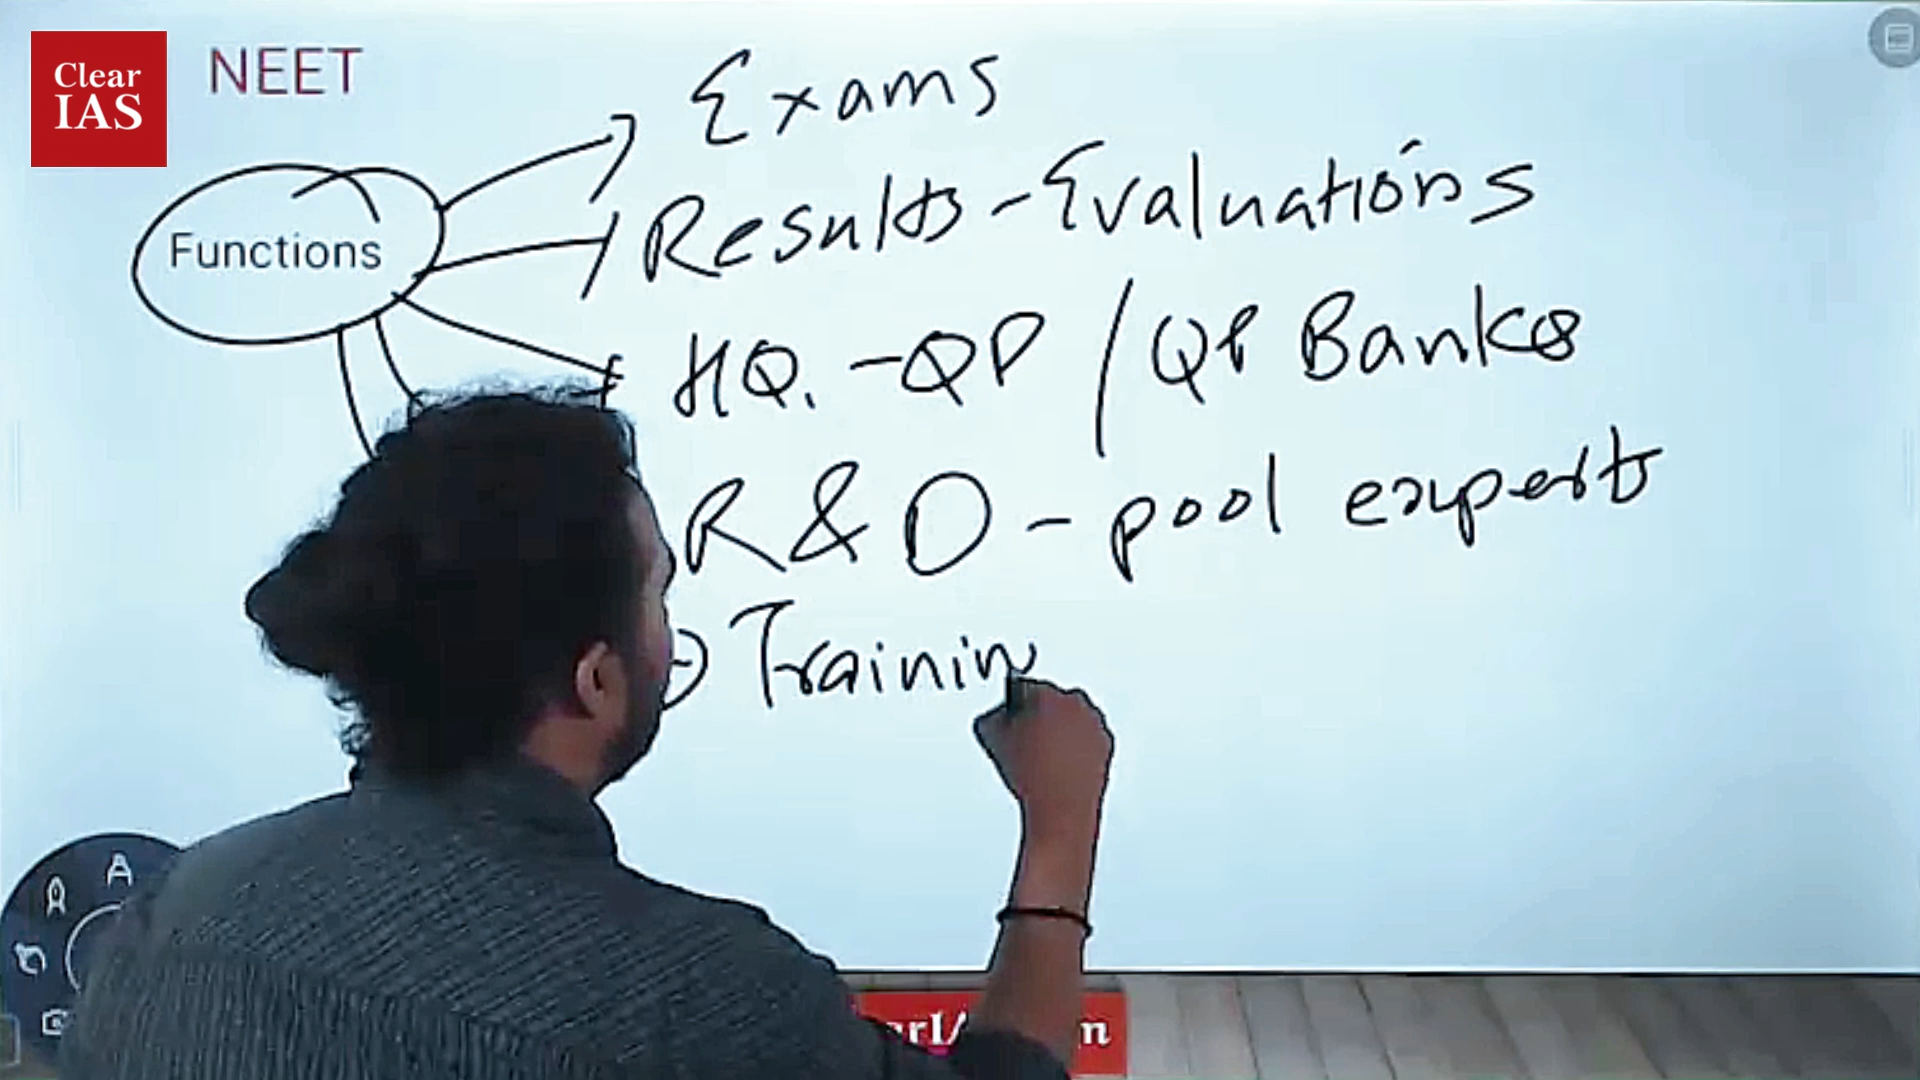 Clear
IAS
NEET
Exams
Results - Evaluations
Functions
HQ. - QP / QP Banks
R & D - pool experts
Trainin